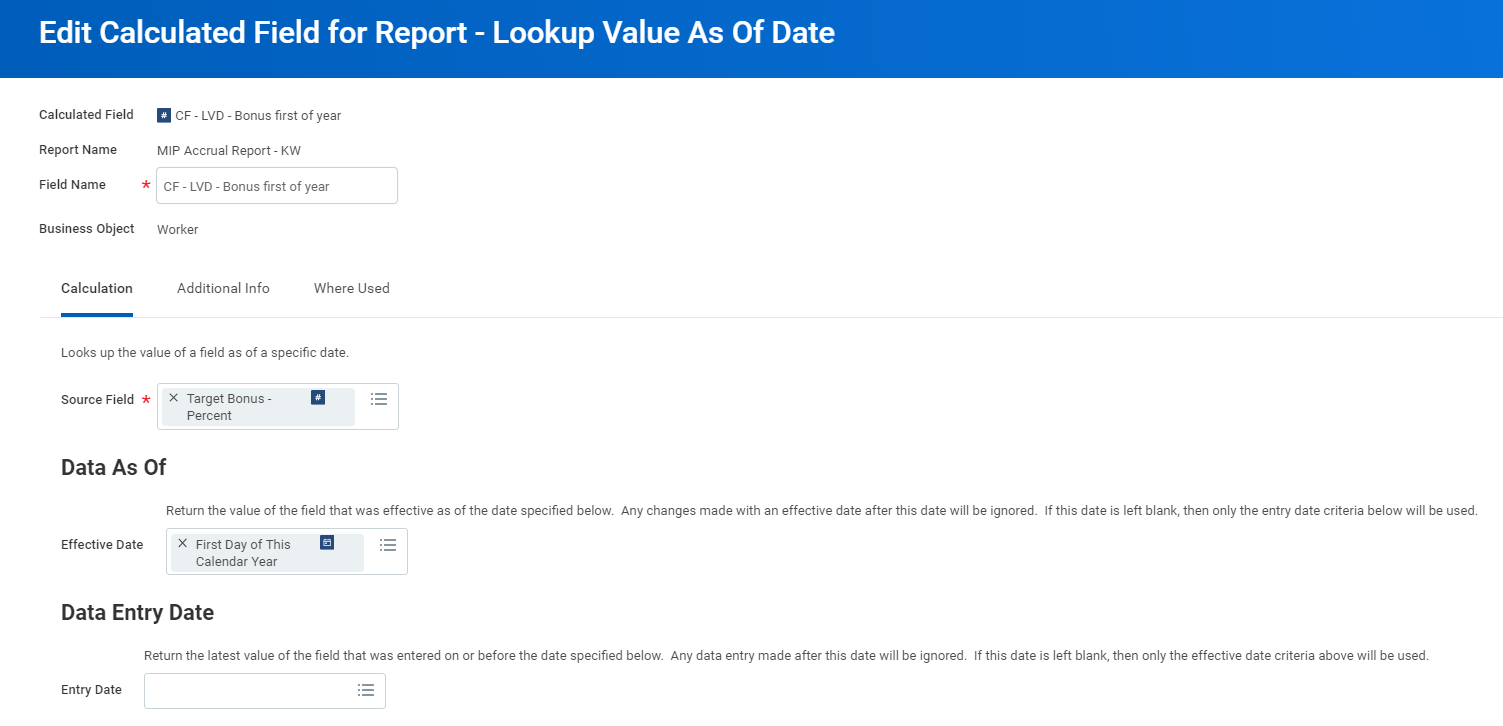 Edit Calculated Field for Report - Lookup Value As Of Date
Calculated Field # CF - LVD - Bonus first of year
Report Name MIP Accrual Report - KW
Field Name * CF - LVD - Bonus first of year
Business Object Worker
Calculation Additional Info Where Used
Looks up the value of a field as of a specific date.
Source Field * Target Bonus - #
Percent
Data As Of
Return the value of the field that was effective as of the date specified below. Any changes made with an effective date after this date will be ignored. If this date is left blank, then only the entry date criteria below will be used.
Effective Date First Day of This
Calendar Year
Data Entry Date
Return the latest value of the field that was entered on or before the date specified below. Any data entry made after this date will be ignored. If this date is left blank, then only the effective date criteria above will be used.
Entry Date